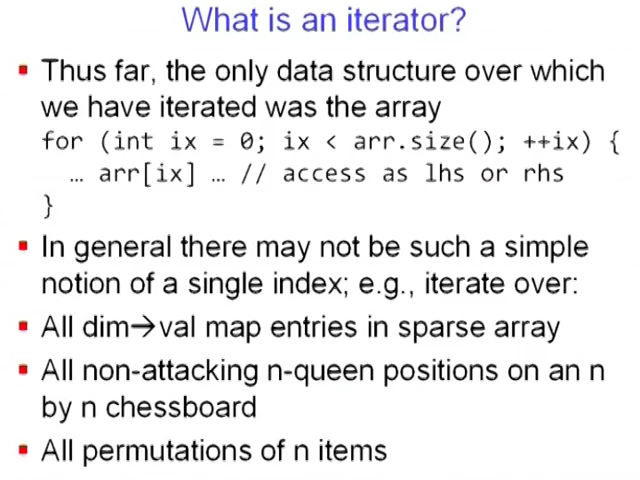 What is an iterator?
▪ Thus far, the only data structure over which
we have iterated was the array
for (int ix = 0; ix < arr.size(); ++ix) {
… arr[ix] … // access as lhs or rhs
}
▪ In general there may not be such a simple
notion of a single index; e.g., iterate over:
▪ All dim→val map entries in sparse array
▪ All non-attacking n-queen positions on an n
by n chessboard
▪ All permutations of n items